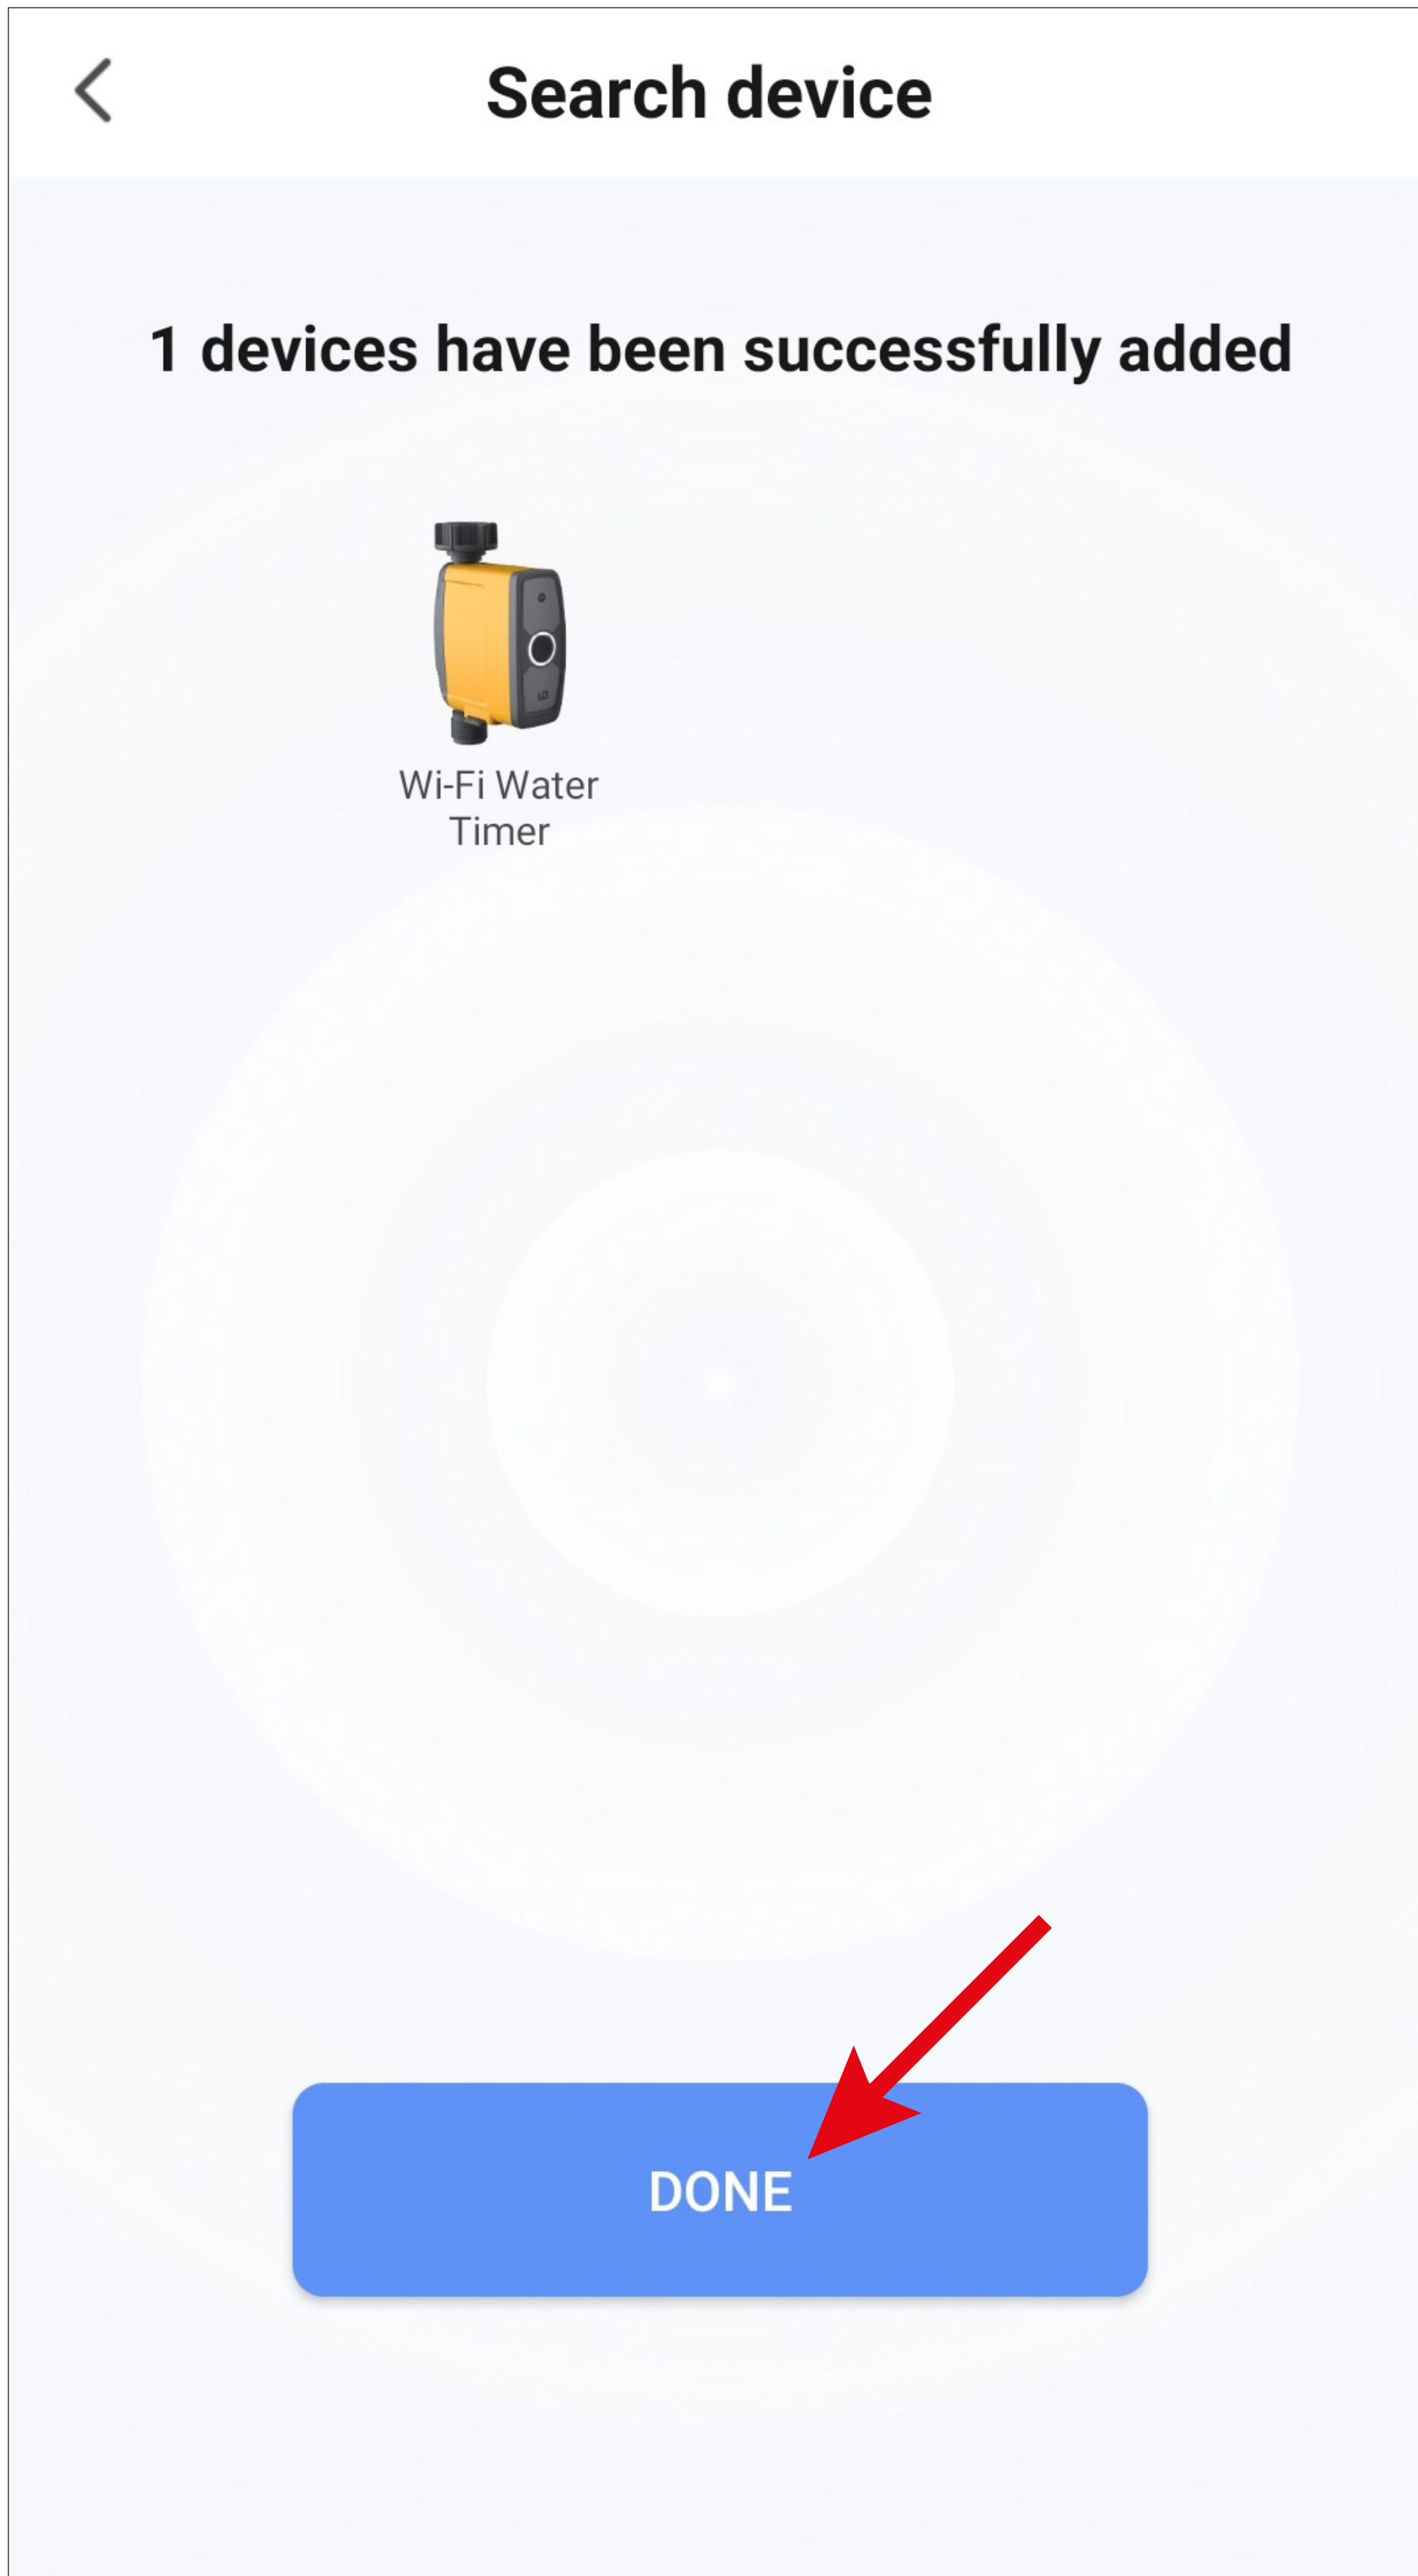 Search device
1 devices have been successfully added
Wi-Fi Water
Timer
DONE